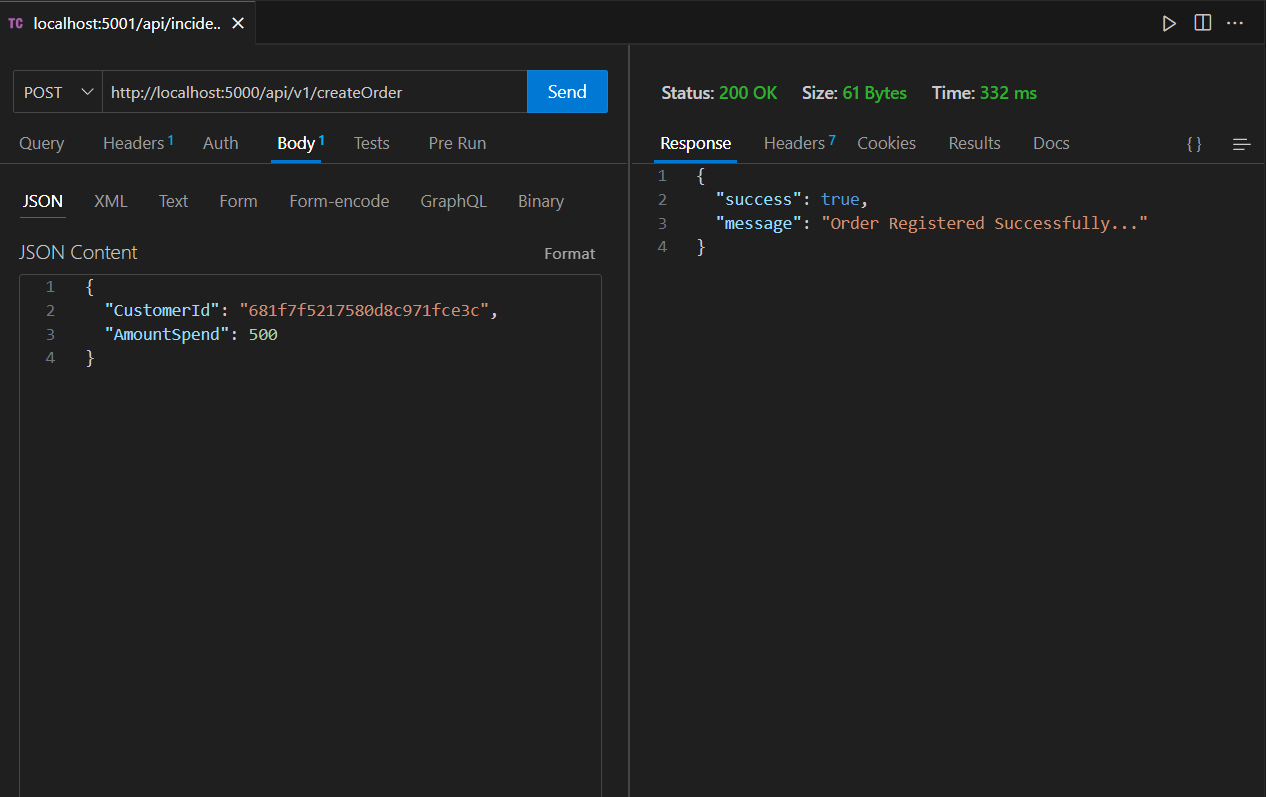 TC localhost:5001/api/incide..
POST http://localhost:5000/api/v1/createOrder Send
Query Headers 1 Auth Body 1 Tests Pre Run
JSON XML Text Form Form-encode GraphQL Binary
JSON Content Format
1 {
2 "CustomerId": "681f7f5217580d8c971fce3c",
3 "AmountSpend": 500
4 }
Status: 200 OK Size: 61 Bytes Time: 332 ms
Response Headers 7 Cookies Results Docs { }
1 {
2 "success": true,
3 "message": "Order Registered Successfully..."
4 }